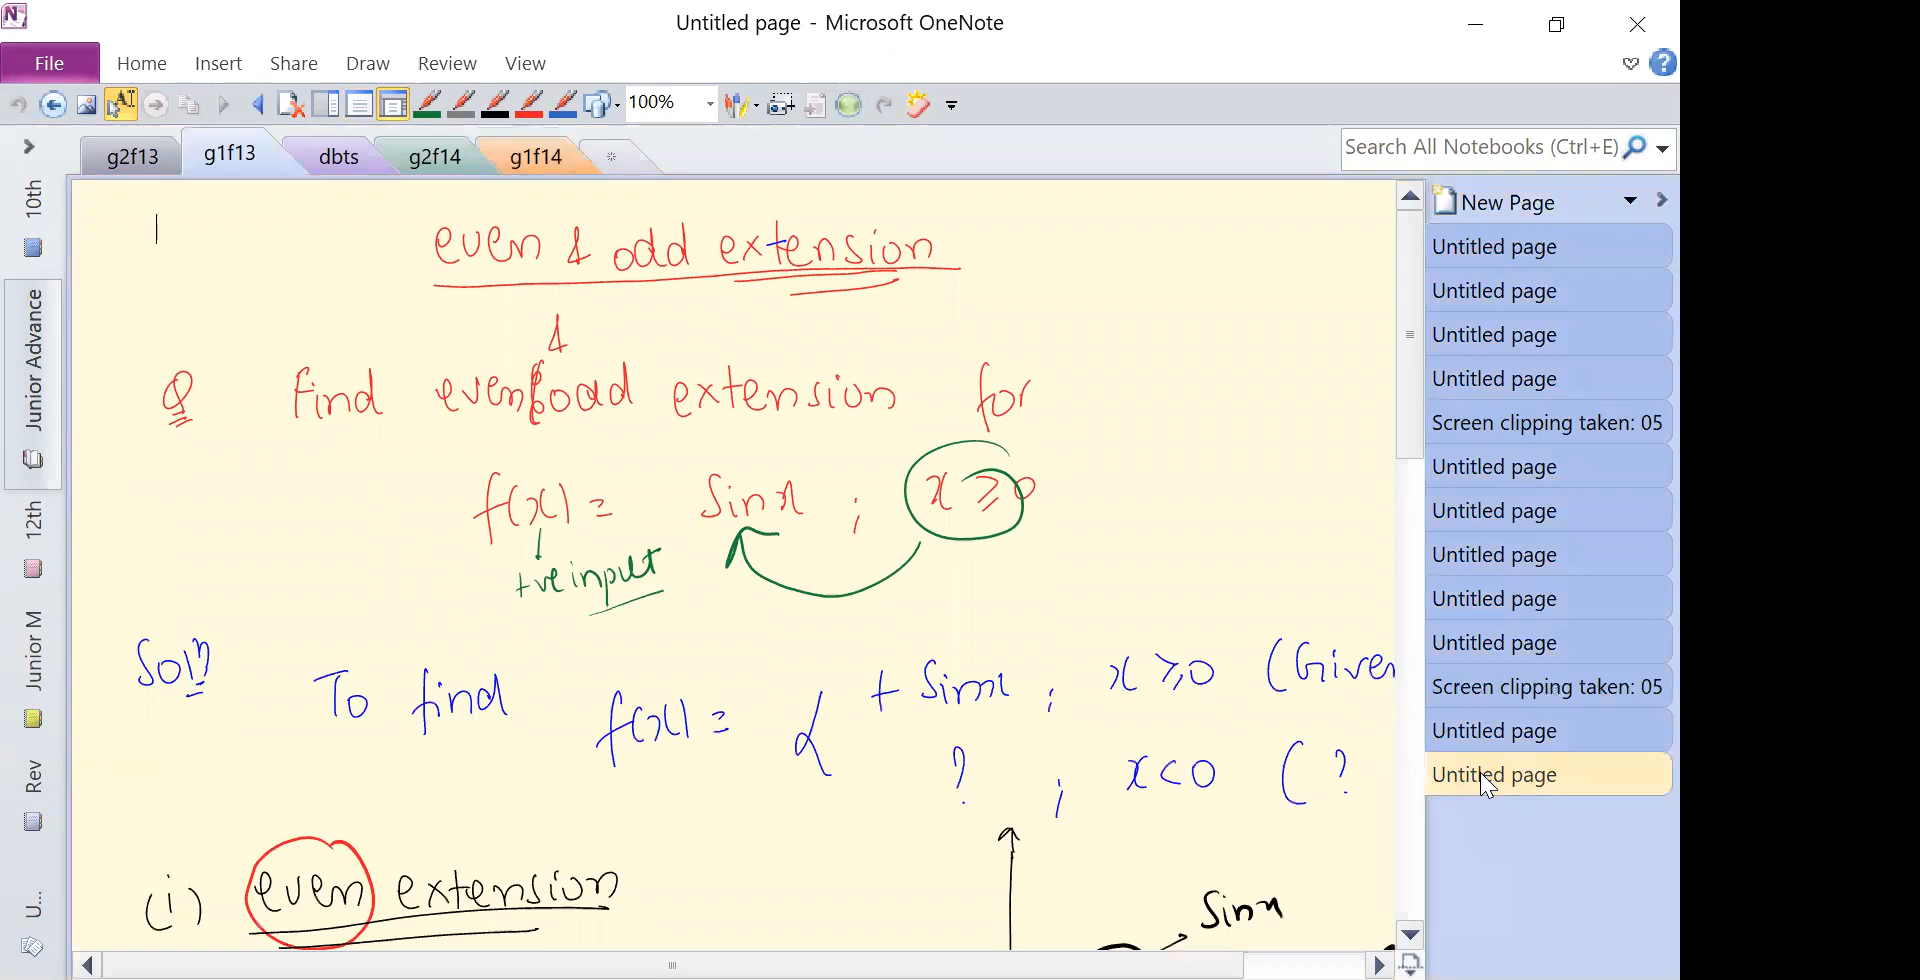 Untitled page - Microsoft OneNote
File Home Insert Share Draw Review View
100%
g2f13 g1f13 dbts g2f14 g1f14
Search All Notebooks (Ctrl+E)
10th
Junior Advance
12th
Junior M
Rev
U...
even & odd extension
&
Q Find even odd extension for
f(x) = Sinx ; x ≥ 0
+ve input
Sol^n To find f(x) = { + Sinx ; x ≥ 0 (Given
? ; x < 0 ( ?
(i) even extension
Sinx
New Page
Untitled page
Untitled page
Untitled page
Untitled page
Screen clipping taken: 05
Untitled page
Untitled page
Untitled page
Untitled page
Untitled page
Screen clipping taken: 05
Untitled page
Untitled page